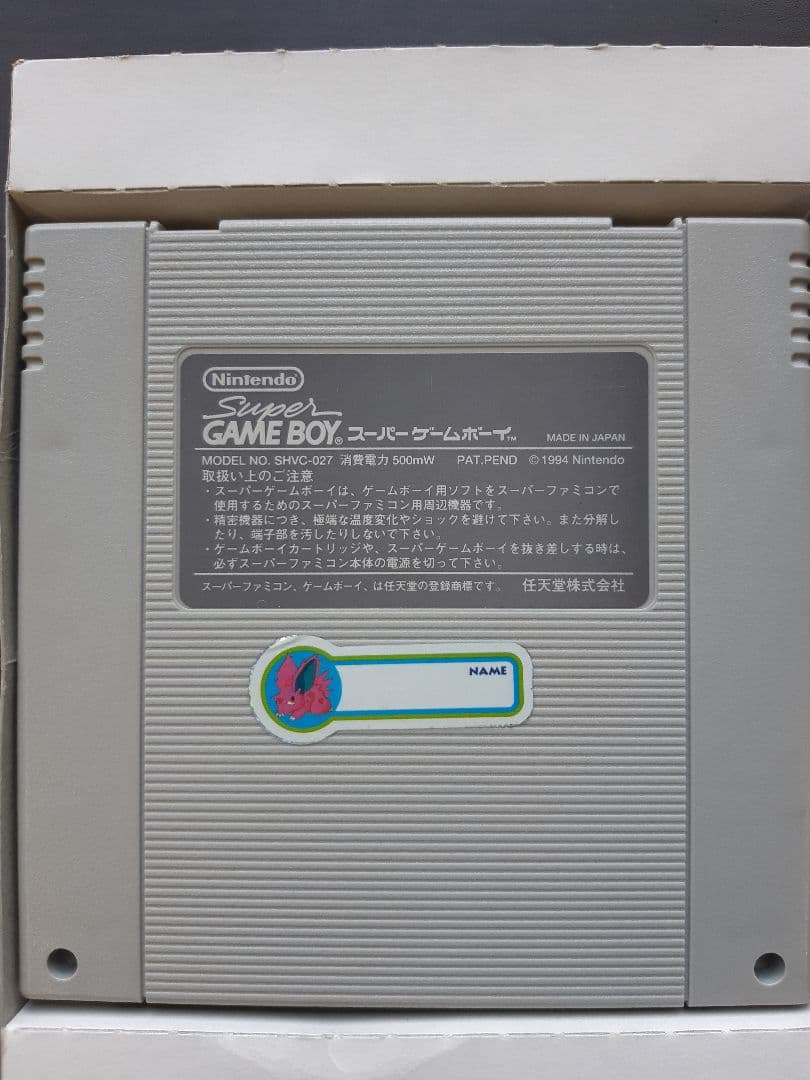 Nintendo
Super
GAME BOY® スーパーゲームボーイ™ MADE IN JAPAN
MODEL NO. SHVC-027 消費電力 500mW PAT.PEND ©1994 Nintendo
取扱い上のご注意
・スーパーゲームボーイは、ゲームボーイ用ソフトをスーパーファミコンで
使用するためのスーパーファミコン用周辺機器です。
・精密機器につき、極端な温度変化やショックを避けて下さい。また分解し
たり、端子部を汚したりしないで下さい。
・ゲームボーイカートリッジや、スーパーゲームボーイを抜き差しする時は、
必ずスーパーファミコン本体の電源を切って下さい。
スーパーファミコン、ゲームボーイ、は任天堂の登録商標です。 任天堂株式会社
NAME